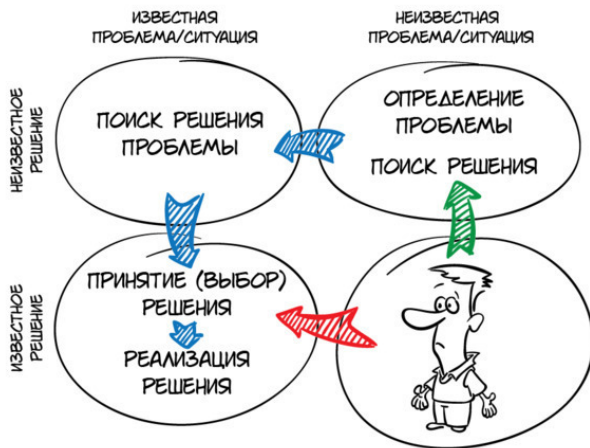 ИЗВЕСТНАЯ
ПРОБЛЕМА/СИТУАЦИЯ
НЕИЗВЕСТНАЯ
ПРОБЛЕМА/СИТУАЦИЯ
НЕИЗВЕСТНОЕ
РЕШЕНИЕ
ПОИСК РЕШЕНИЯ
ПРОБЛЕМЫ
ОПРЕДЕЛЕНИЕ
ПРОБЛЕМЫ
ПОИСК РЕШЕНИЯ
ИЗВЕСТНОЕ
РЕШЕНИЕ
ПРИНЯТИЕ (ВЫБОР)
РЕШЕНИЯ
РЕАЛИЗАЦИЯ
РЕШЕНИЯ